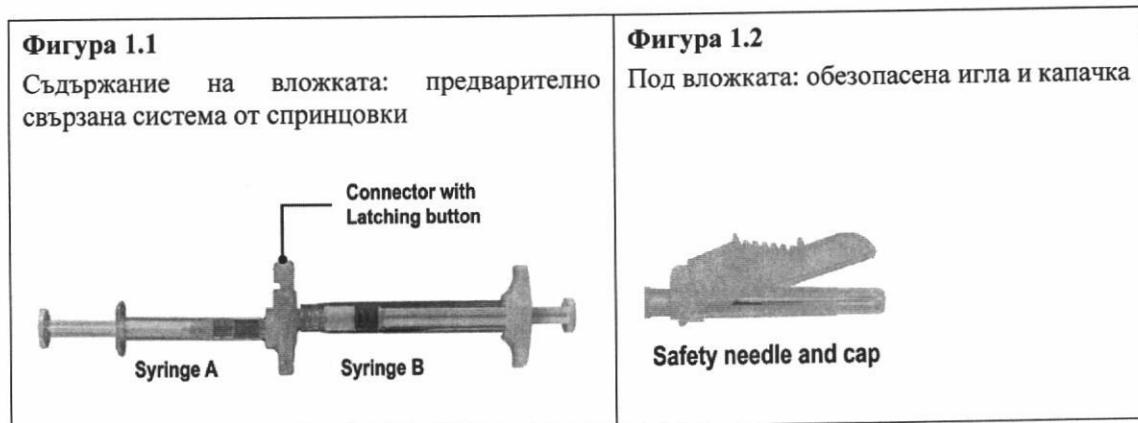 Фигура 1.1
Съдържание на вложката: предварително
свързана система от спринцовки
Connector with
Latching button
Syringe A
Syringe B
Фигура 1.2
Под вложката: обезопасена игла и капачка
Safety needle and cap